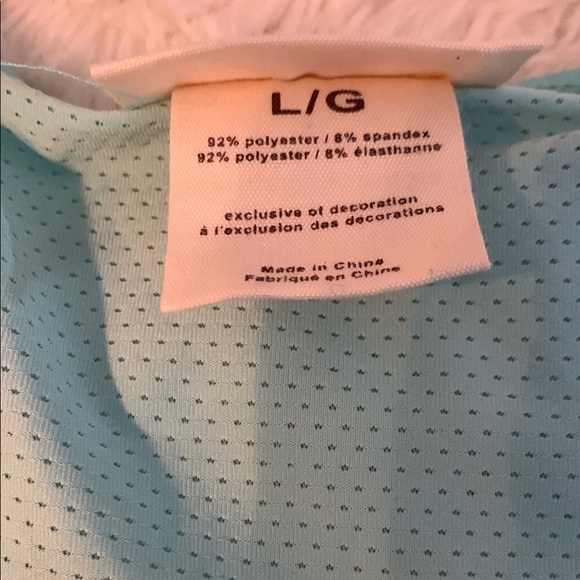 L/G
92% polyester / 8% spandex
92% polyester / 8% élasthanne
exclusive of decoration
à l'exclusion des décorations
Made in China
Fabriqué en Chine